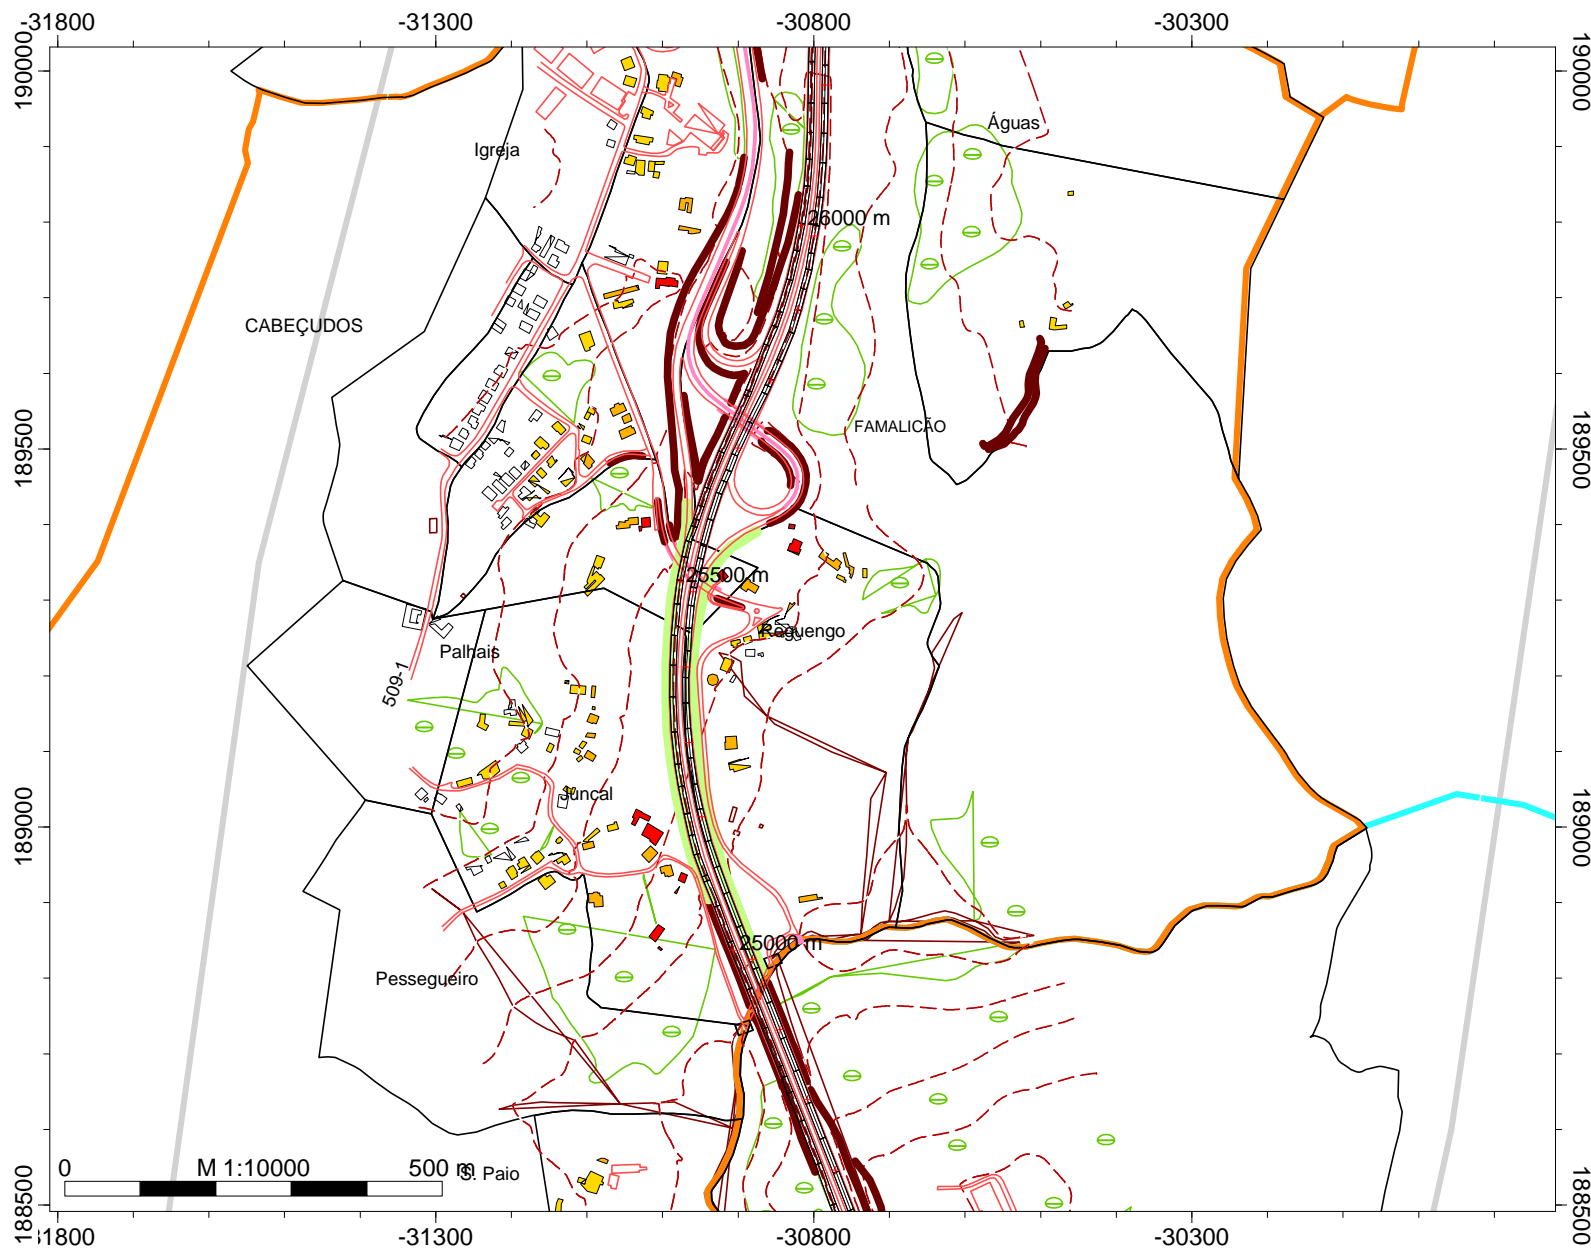 -31800 -31300 -30800 -30300
190000 190000
Águas
Igreja
26000 m
CABEÇUDOS
FAMALICÃO
189500 189500
25500 m
Reguengo
Palhais
509-1
Juncal
189000 189000
25000 m
Pessegueiro
0 M 1:10000 500 m
S. Paio
188500 188500
-31800 -31300 -30800 -30300